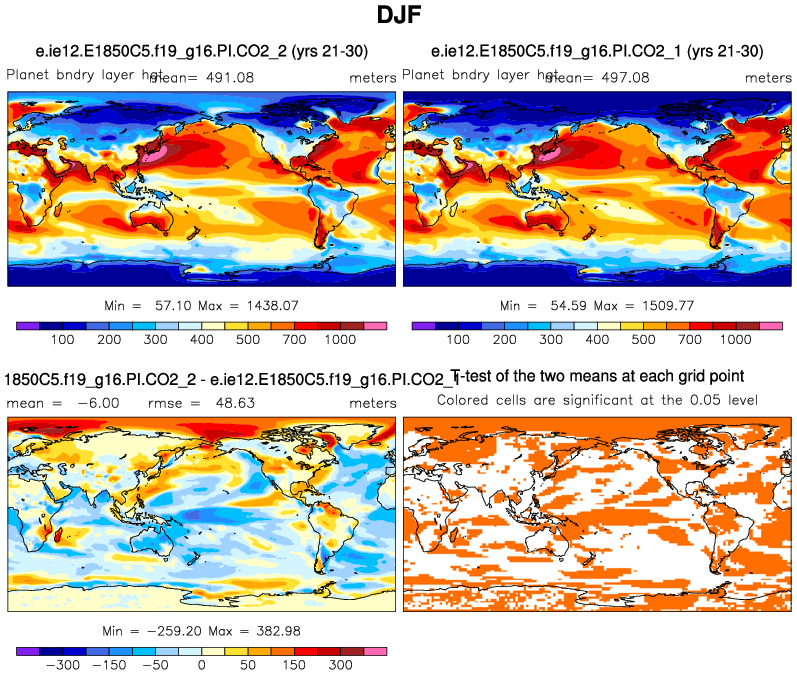 DJF
e.ie12.E1850C5.f19_g16.PI.CO2_2 (yrs 21-30)
Planet bndry layer hgt mean= 491.08 meters
Min = 57.10 Max = 1438.07
100 200 300 400 500 700 1000
e.ie12.E1850C5.f19_g16.PI.CO2_1 (yrs 21-30)
Planet bndry layer hgt mean= 497.08 meters
Min = 54.59 Max = 1509.77
100 200 300 400 500 700 1000
1850C5.f19_g16.PI.CO2_2 - e.ie12.E1850C5.f19_g16.PI.CO2_1
mean = -6.00 rmse = 48.63 meters
Min = -259.20 Max = 382.98
-300 -150 -50 0 50 150 300
T-test of the two means at each grid point
Colored cells are significant at the 0.05 level